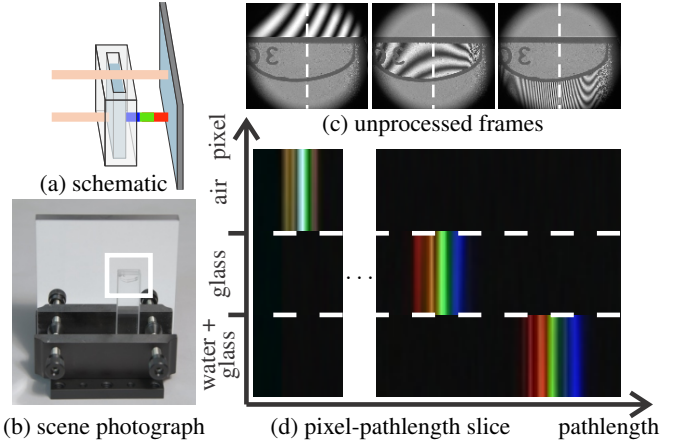 (a) schematic
(b) scene photograph
(c) unprocessed frames
pixel
air
glass
water +
glass
...
(d) pixel-pathlength slice
pathlength